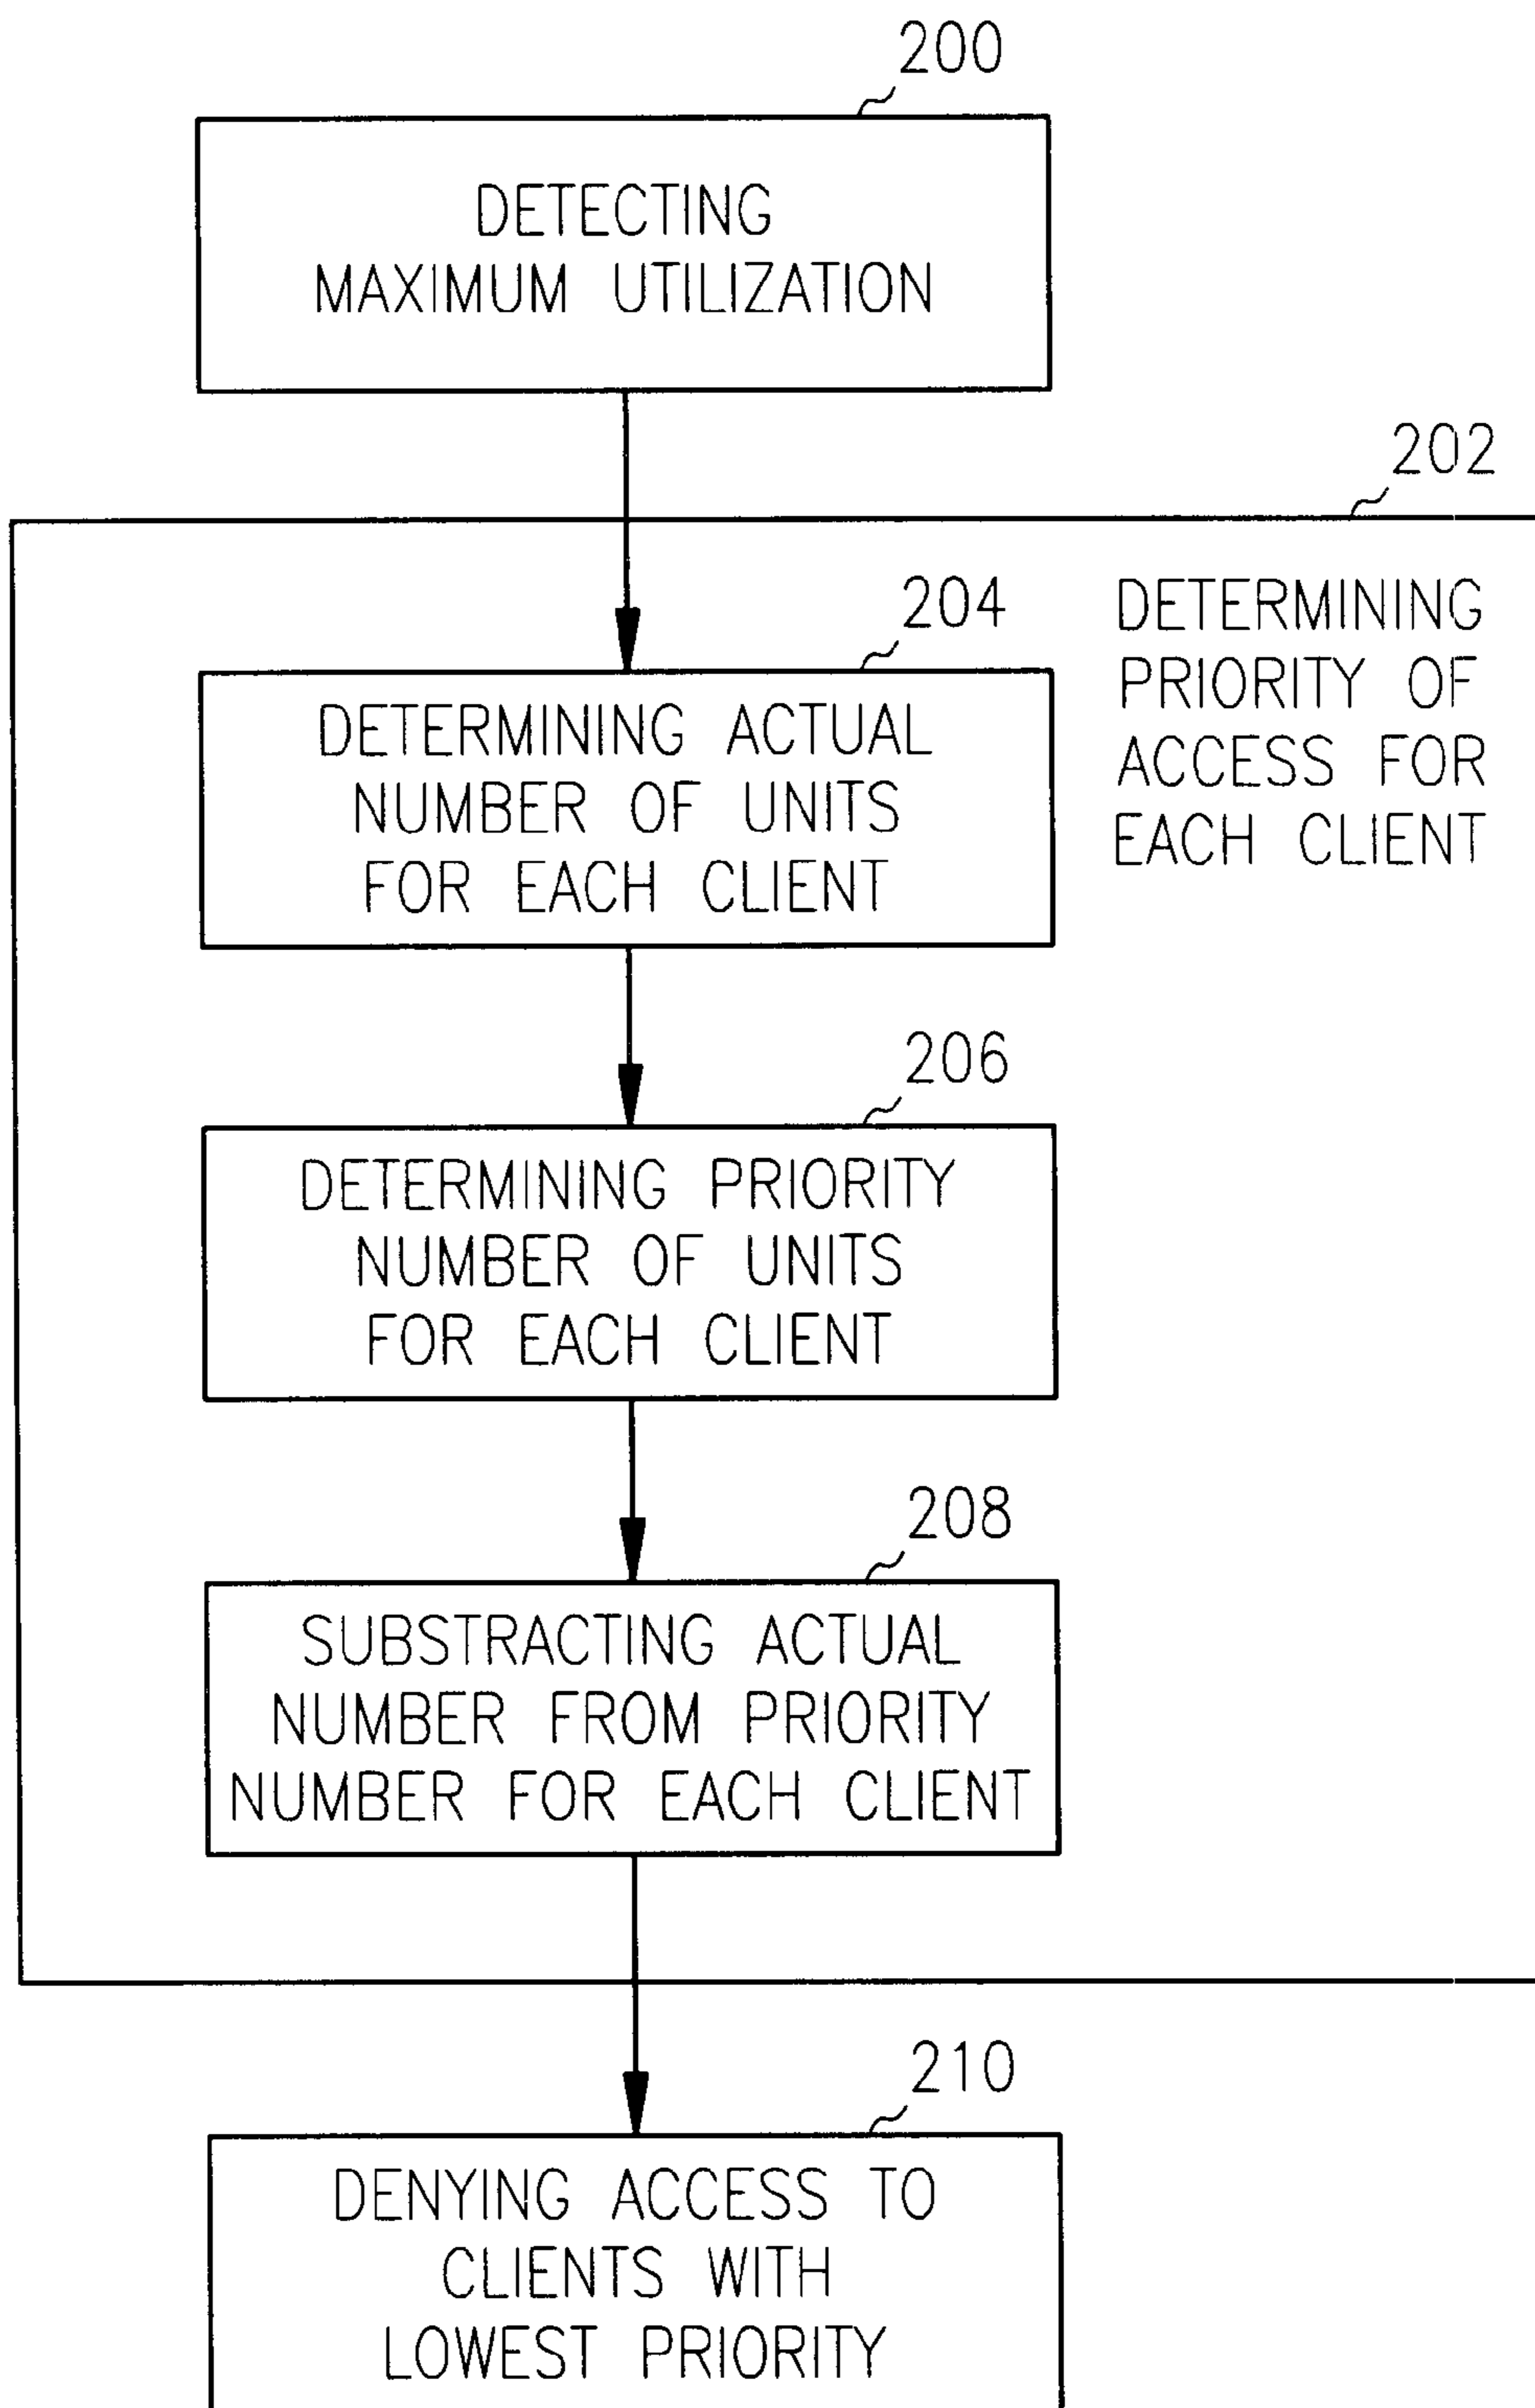 200
DETECTING
MAXIMUM UTILIZATION
202
DETERMINING
PRIORITY OF
ACCESS FOR
EACH CLIENT
204
DETERMINING ACTUAL
NUMBER OF UNITS
FOR EACH CLIENT
206
DETERMINING PRIORITY
NUMBER OF UNITS
FOR EACH CLIENT
208
SUBSTRACTING ACTUAL
NUMBER FROM PRIORITY
NUMBER FOR EACH CLIENT
210
DENYING ACCESS TO
CLIENTS WITH
LOWEST PRIORITY